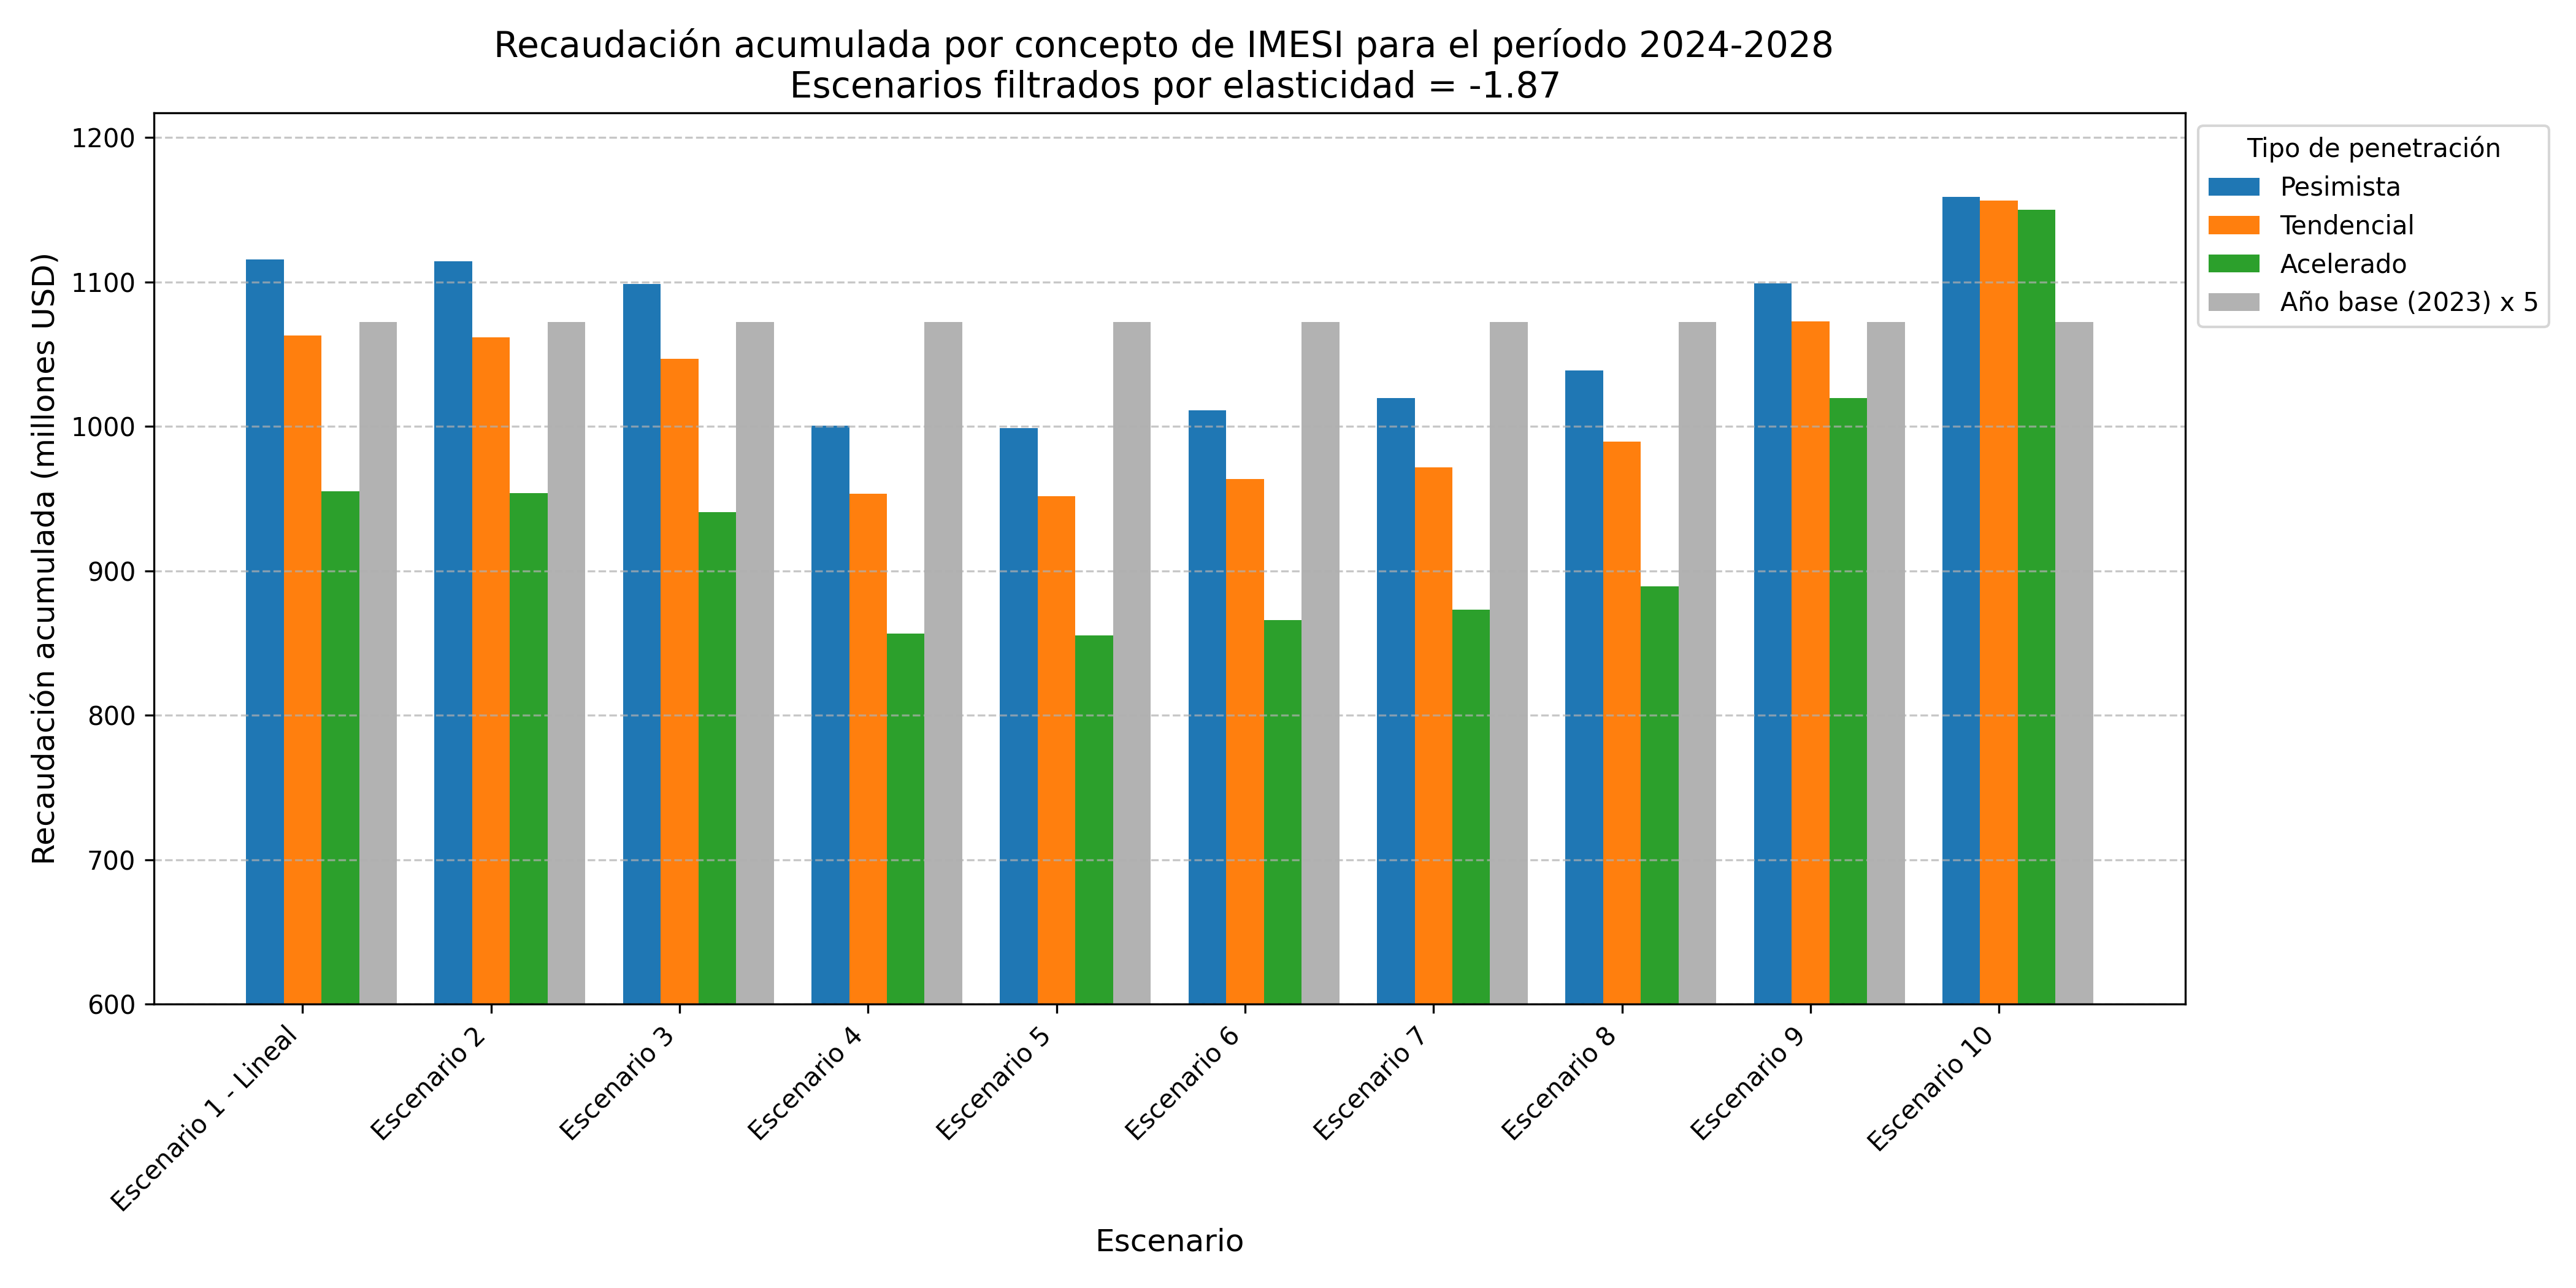 Recaudación acumulada por concepto de IMESI para el período 2024-2028
Escenarios filtrados por elasticidad = -1.87
Recaudación acumulada (millones USD)
1200
1100
1000
900
800
700
600
Escenario 1 - Lineal
Escenario 2
Escenario 3
Escenario 4
Escenario 5
Escenario 6
Escenario 7
Escenario 8
Escenario 9
Escenario 10
Escenario
Tipo de penetración
Pesimista
Tendencial
Acelerado
Año base (2023) x 5